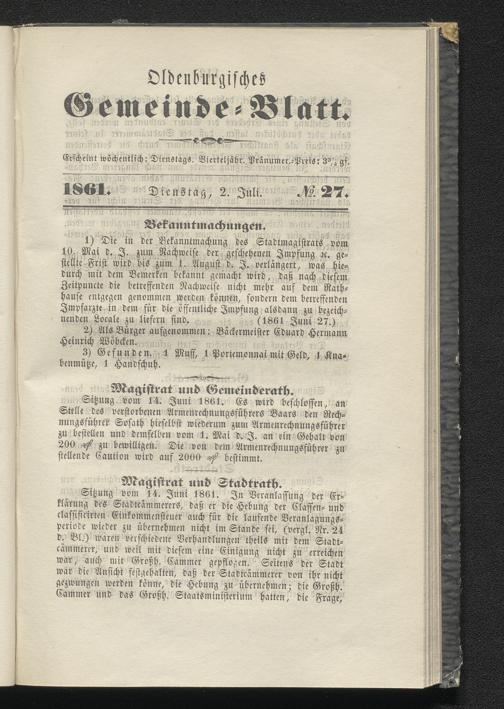 Oldenburgisches
Gemeinde-Blatt.
Erscheint wöchentlich: Dienstags. Vierteljähr. Pränumer.-Preis: 3¾ gf.
1861. Dienstag, 2. Juli. № 27.
Bekanntmachungen.
1) Die in der Bekanntmachung des Stadtmagistrats vom
10. Mai d. J. zum Nachweise der geschehenen Impfung ꝛc. ge-
stellte Frist wird bis zum 1. August d. J. verlängert, was hie-
durch mit dem Bemerken bekannt gemacht wird, daß nach diesem
Zeitpuncte die betreffenden Nachweise nicht mehr auf dem Rath-
hause entgegen genommen werden können, sondern dem betreffenden
Impfarzte in dem für die öffentliche Impfung alsdann zu bezeich-
nenden Locale zu liefern sind. (1861 Juni 27.)
2) Als Bürger aufgenommen: Bäckermeister Eduard Hermann
Heinrich Wöbcken.
3) Gefunden. 1 Muff, 1 Portemonnai mit Geld, 1 Kna-
benmütze, 1 Handschuh.
Magistrat und Gemeinderath.
Sitzung vom 14. Juni 1861. Es wird beschlossen, an
Stelle des verstorbenen Armenrechnungsführers Baars den Rech-
nungsführer Sosath hieselbst wiederum zum Armenrechnungsführer
zu bestellen und demselben vom 1. Mai d. J. an ein Gehalt von
200 ₰ zu bewilligen. Die von dem Armenrechnungsführer zu
stellende Caution wird auf 2000 ₰ bestimmt.
Magistrat und Stadtrath.
Sitzung vom 14. Juni 1861. In Veranlassung der Er-
klärung des Stadtkämmerers, daß er die Hebung der Classen- und
classificirten Einkommensteuer auch für die laufende Veranlagungs-
periode wieder zu übernehmen nicht im Stande sei, (vergl. Nr. 24
d. Bl.) waren verschiedene Verhandlungen theils mit dem Stadt-
cämmerer, und weil mit diesem eine Einigung nicht zu erreichen
war, auch mit Großh. Cammer gepflogen. Seitens der Stadt
war die Ansicht festgehalten, daß der Stadtcämmerer von ihr nicht
gezwungen werden könne, die Hebung zu übernehmen; die Großh.
Cammer und das Großh. Staatsministerium hatten, die Frage,